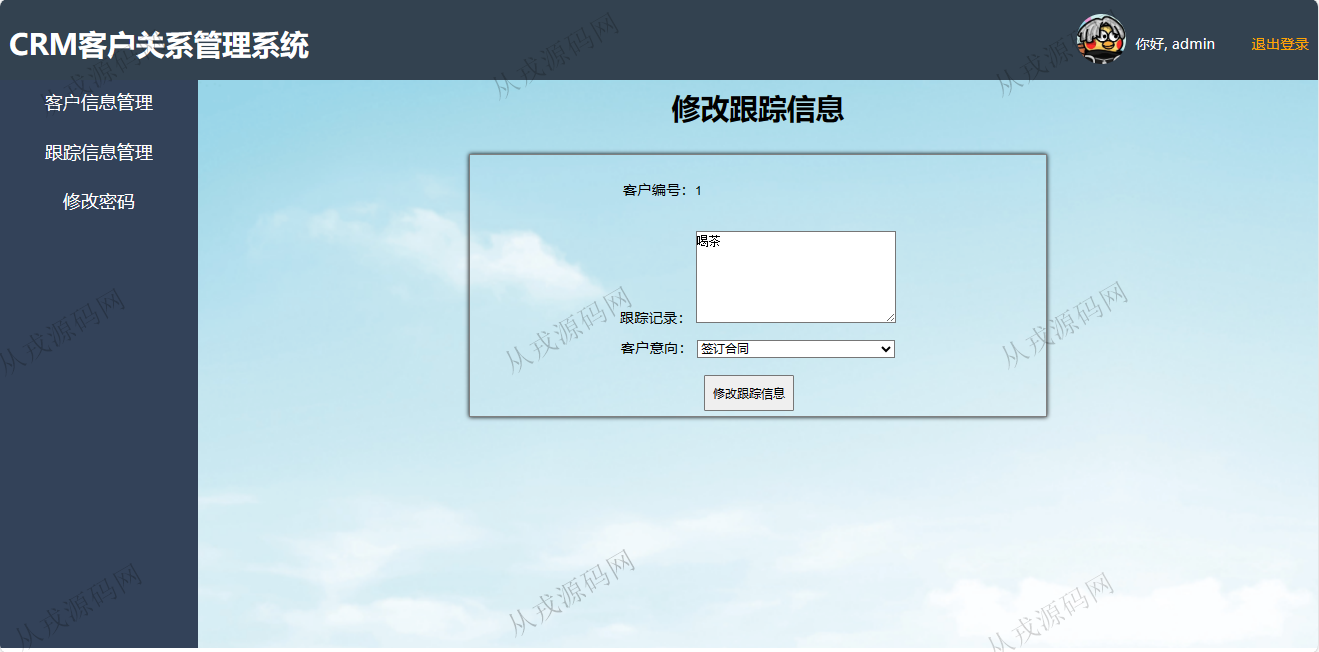 CRM客户关系管理系统
你好, admin
退出登录
客户信息管理
跟踪信息管理
修改密码
修改跟踪信息
客户编号：1
喝茶
跟踪记录：
客户意向：
签订合同
修改跟踪信息
从戎源码网
从戎源码网
从戎源码网
从戎源码网
从戎源码网
从戎源码网
从戎源码网
从戎源码网
从戎源码网